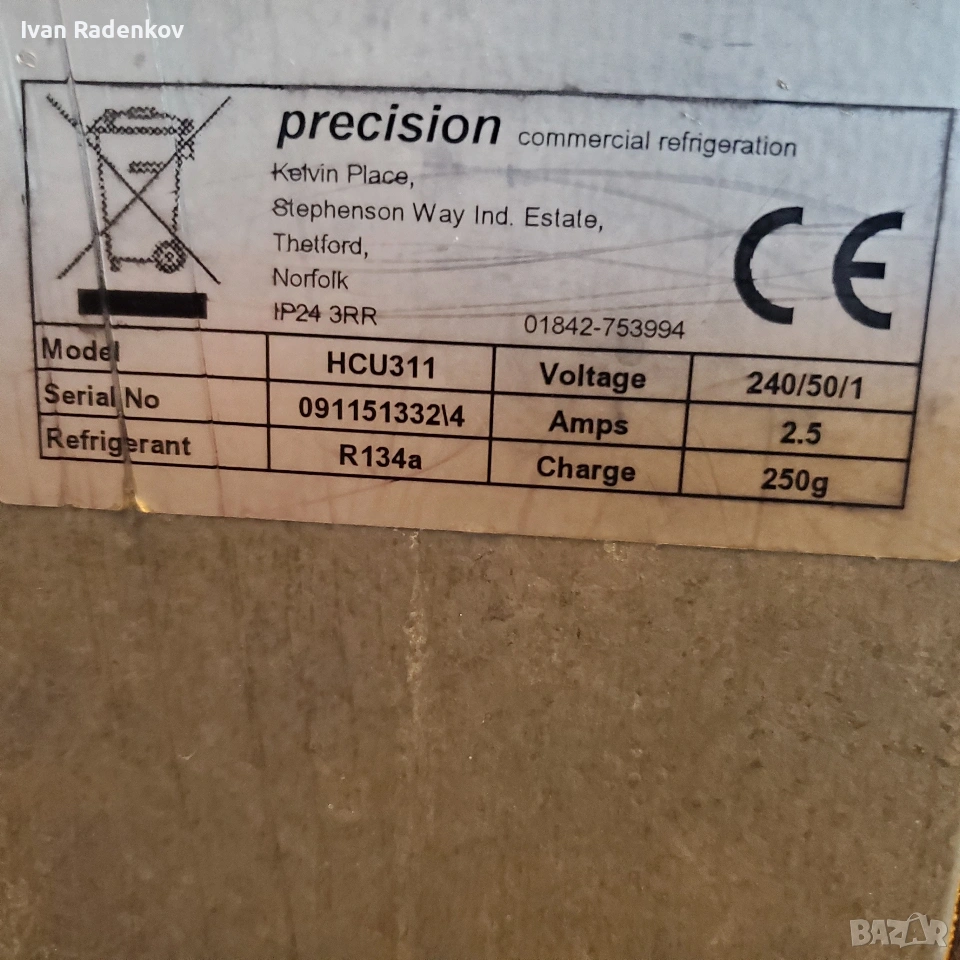 Ivan Radenkov
precision commercial refrigeration
Kelvin Place,
Stephenson Way Ind. Estate,
Thetford,
Norfolk
IP24 3RR 01842-753994
CE
Model HCU311 Voltage 240/50/1
Serial No 091151332\4 Amps 2.5
Refrigerant R134a Charge 250g
BAZAR